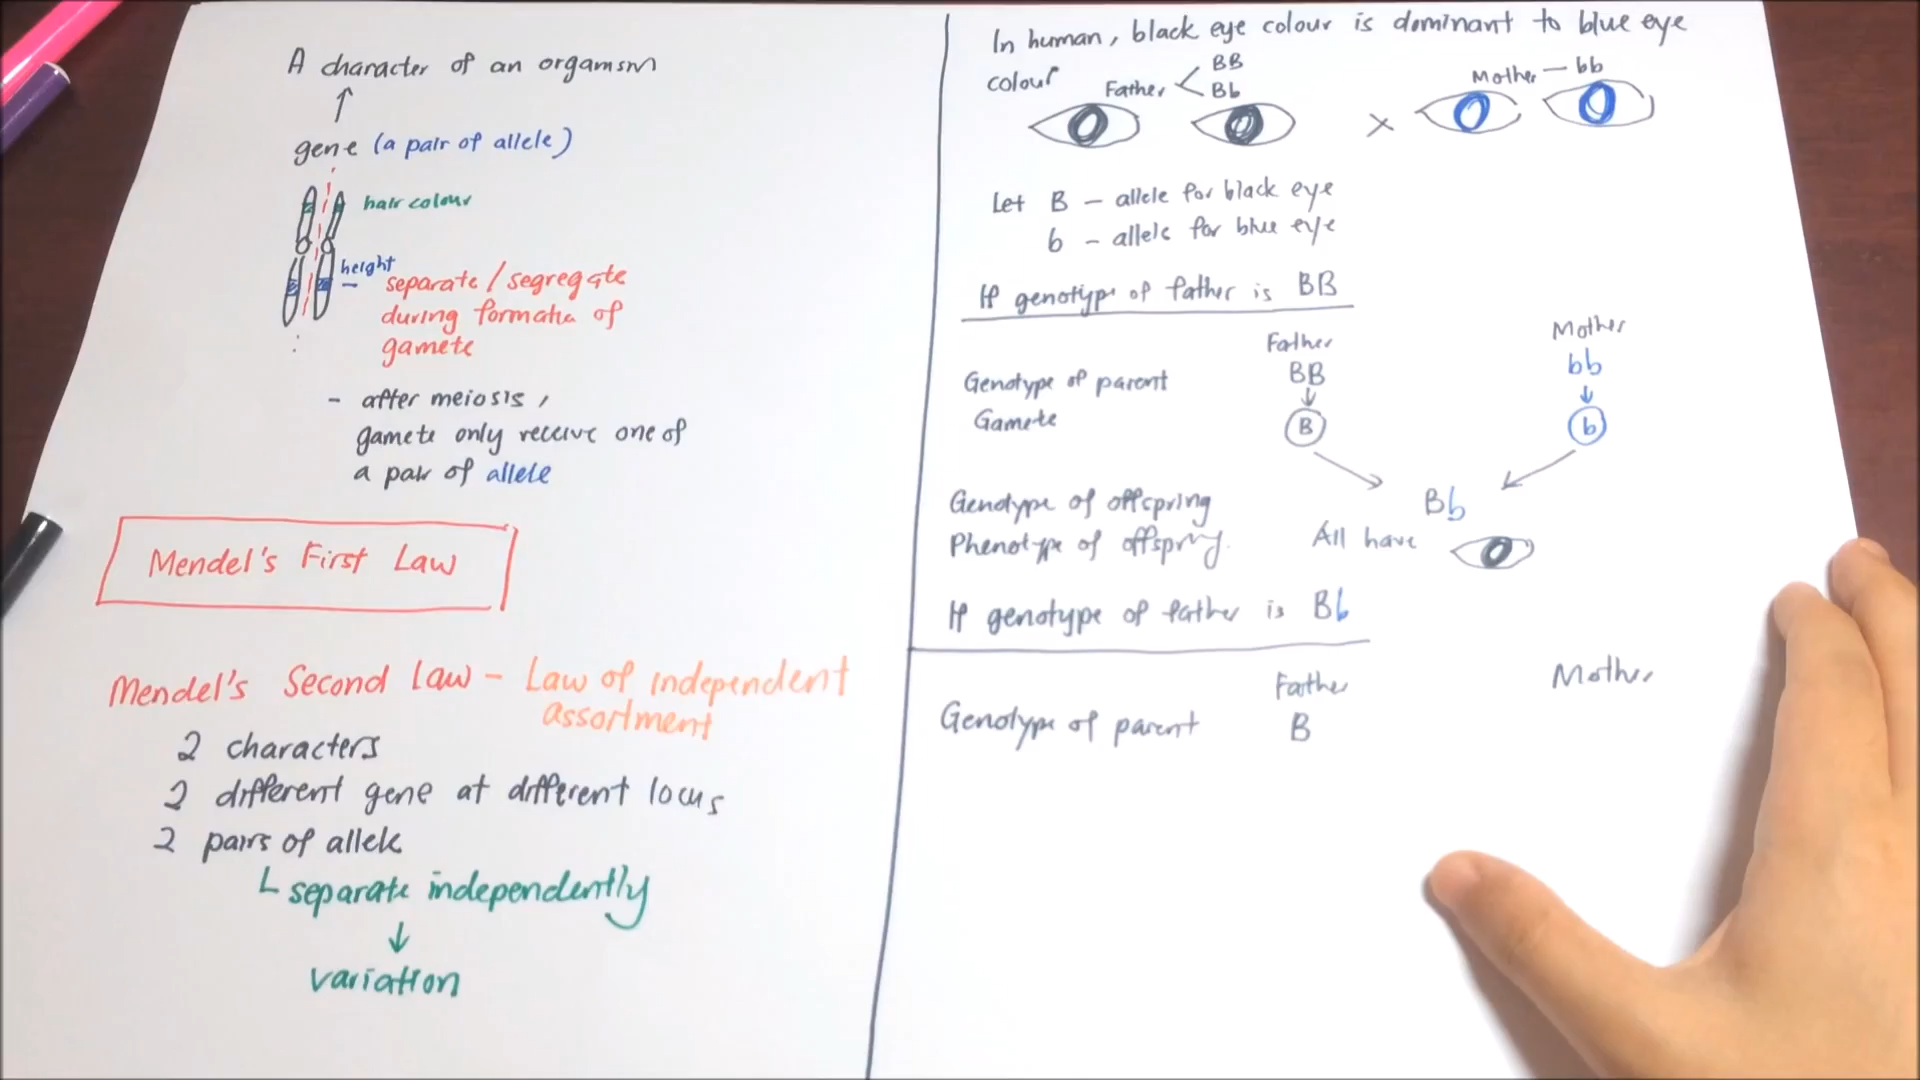 A character of an organism
gene (a pair of allele)
hair colour
height
separate / segregate
during formatio of
gamete
- after meiosis,
gamete only receive one of
a pair of allele
Mendel's First Law
Mendel's Second Law - Law of independent
assortment
2 characters
2 different gene at different locus
2 pairs of allele
separate independently
↓
variation
In human, black eye colour is dominant to blue eye
colour
Father
BB
Bb
×
Mother - bb
Let B - allele for black eye
b - allele for blue eye
If genotype of father is BB
Father Mother
Genotype of parent BB bb
Gamete B b
Genotype of offspring Bb
Phenotype of offspring. All have
If genotype of father is Bb
Father Mother
Genotype of parent B